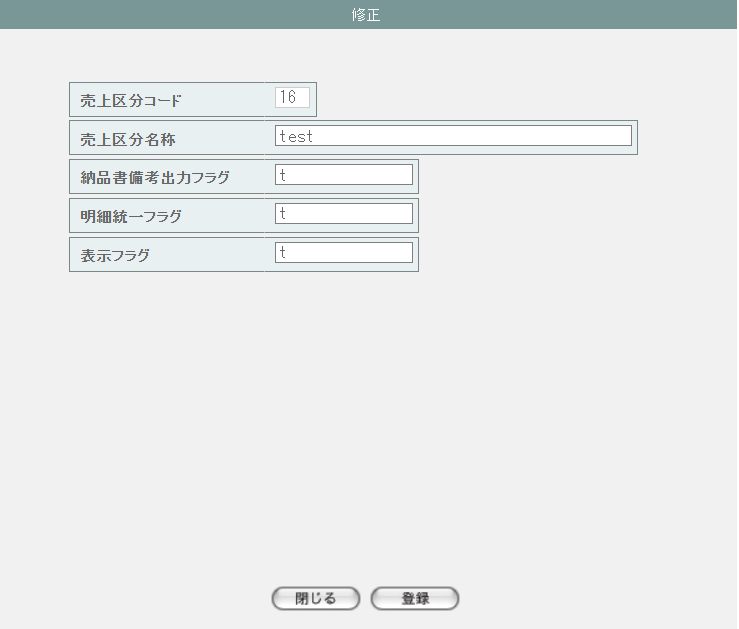 修正
売上区分コード 16
売上区分名称 test
納品書備考出力フラグ t
明細統一フラグ t
表示フラグ t
閉じる 登録